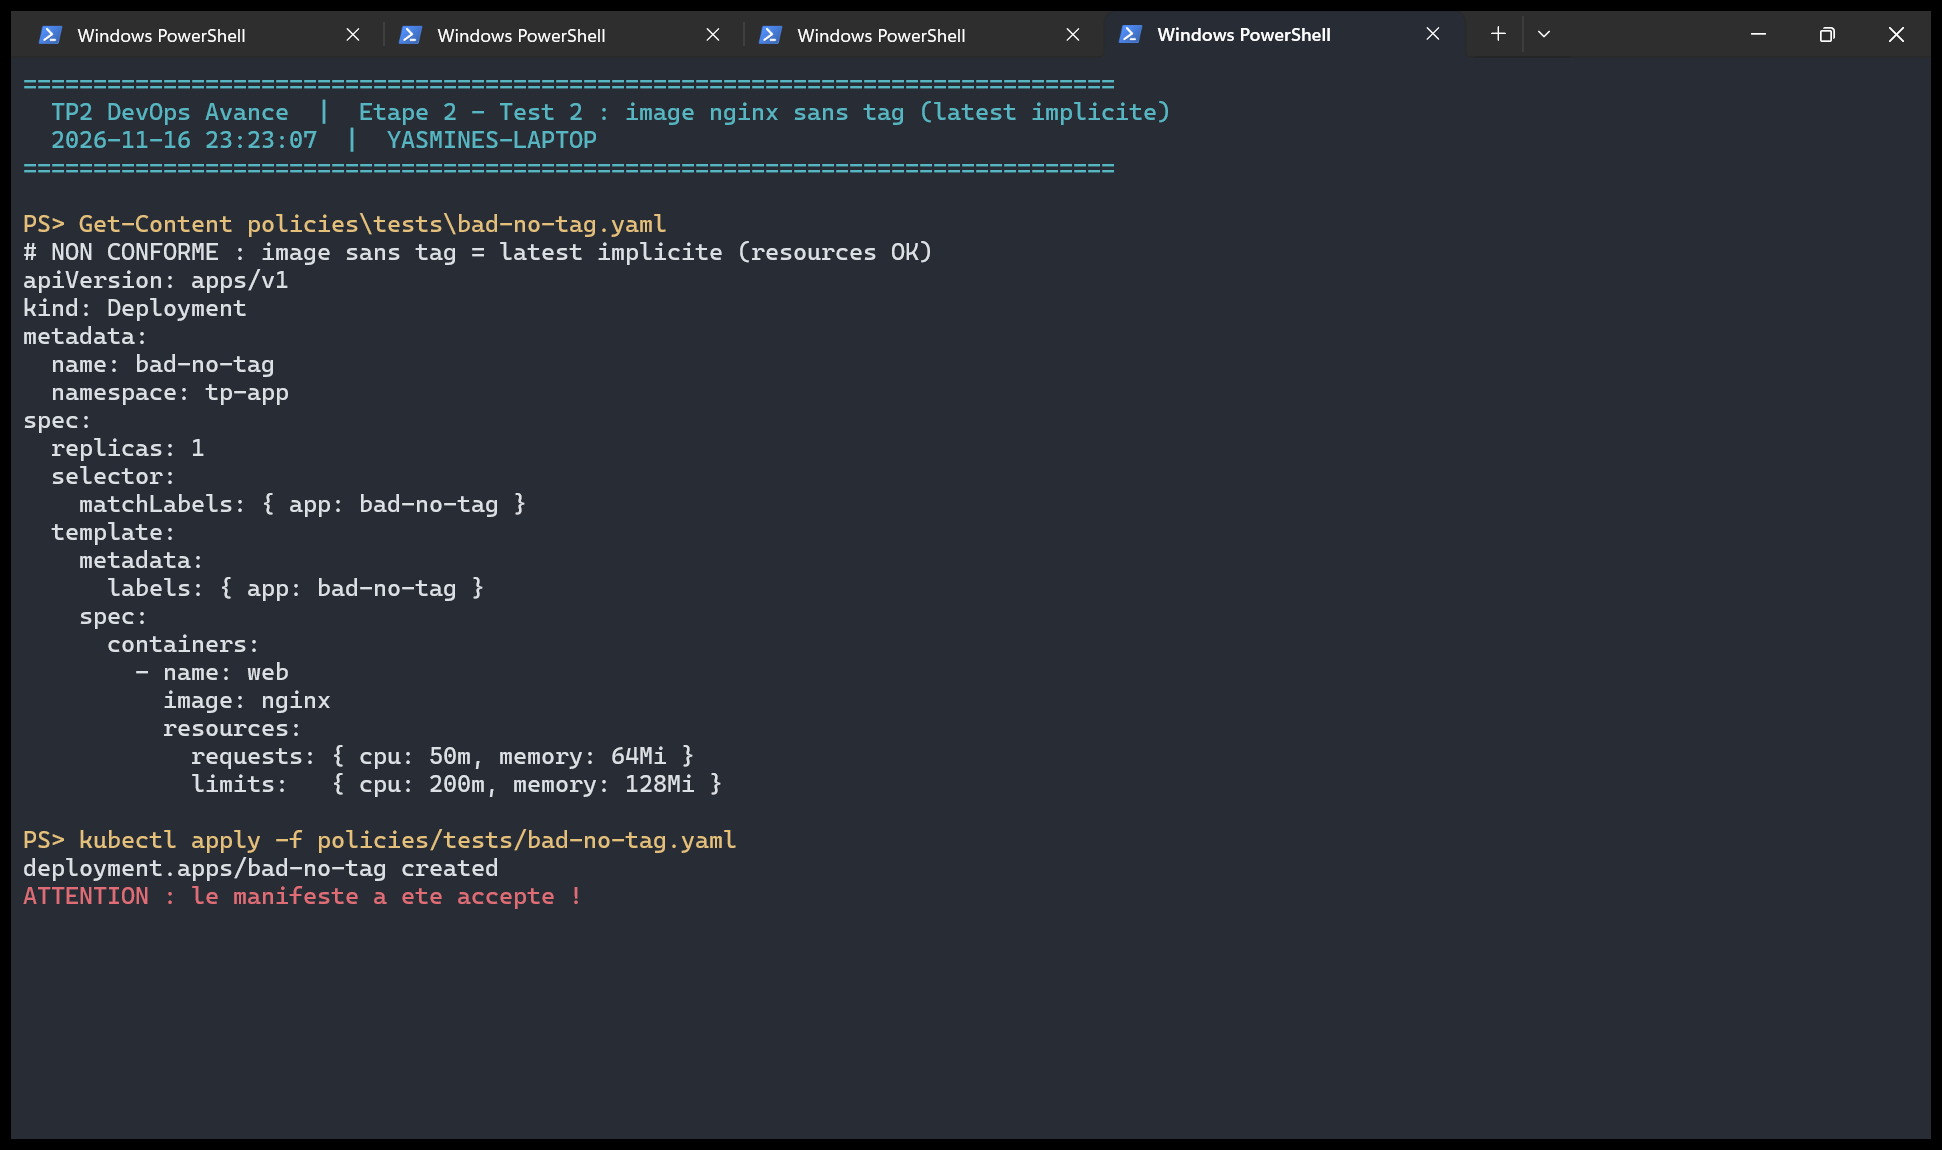 Windows PowerShell
Windows PowerShell
Windows PowerShell
Windows PowerShell
==============================================================================
  TP2 DevOps Avance  |  Etape 2 - Test 2 : image nginx sans tag (latest implicite)
  2026-11-16 23:23:07  |  YASMINES-LAPTOP
==============================================================================
PS> Get-Content policies\tests\bad-no-tag.yaml
# NON CONFORME : image sans tag = latest implicite (resources OK)
apiVersion: apps/v1
kind: Deployment
metadata:
  name: bad-no-tag
  namespace: tp-app
spec:
  replicas: 1
  selector:
    matchLabels: { app: bad-no-tag }
  template:
    metadata:
      labels: { app: bad-no-tag }
    spec:
      containers:
        - name: web
          image: nginx
          resources:
            requests: { cpu: 50m, memory: 64Mi }
            limits:   { cpu: 200m, memory: 128Mi }
PS> kubectl apply -f policies/tests/bad-no-tag.yaml
deployment.apps/bad-no-tag created
ATTENTION : le manifeste a ete accepte !